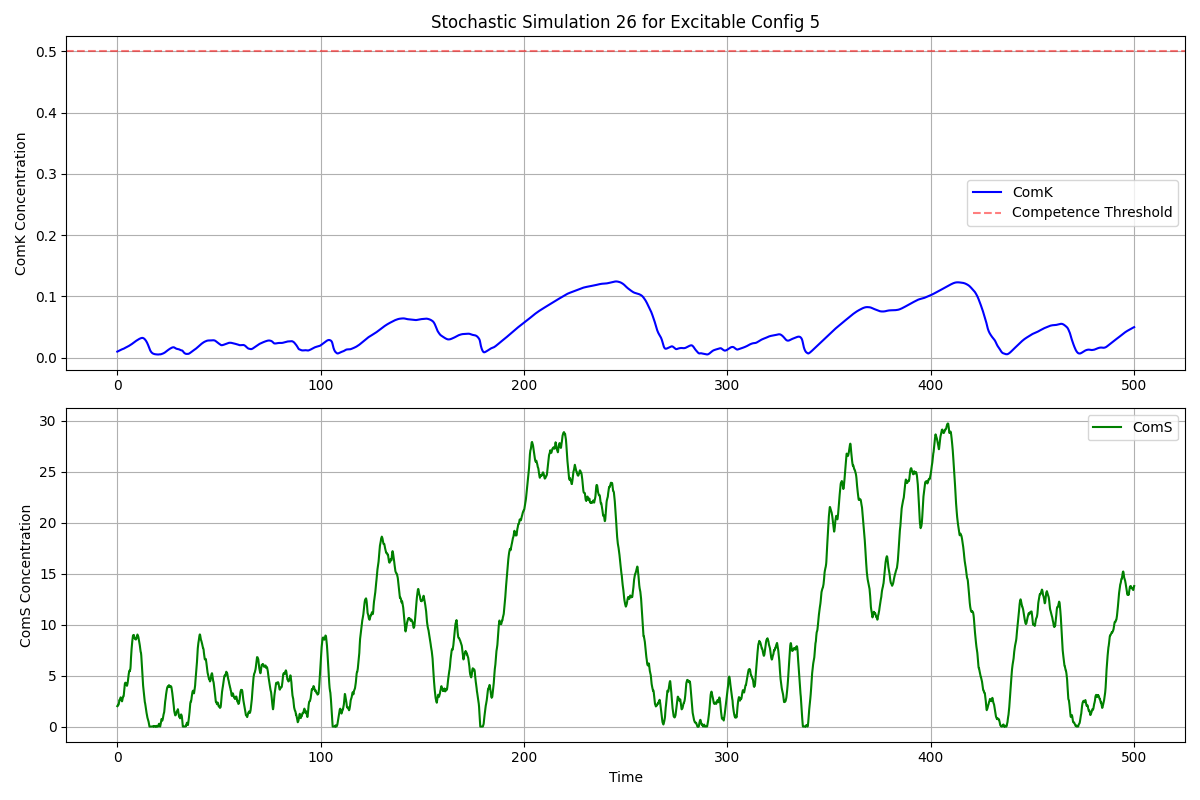 Stochastic Simulation 26 for Excitable Config 5
ComK Concentration
0.5
0.4
0.3
0.2
0.1
0.0
ComK
Competence Threshold
0 100 200 300 400 500
ComS Concentration
30
25
20
15
10
5
0
ComS
0 100 200 300 400 500
Time